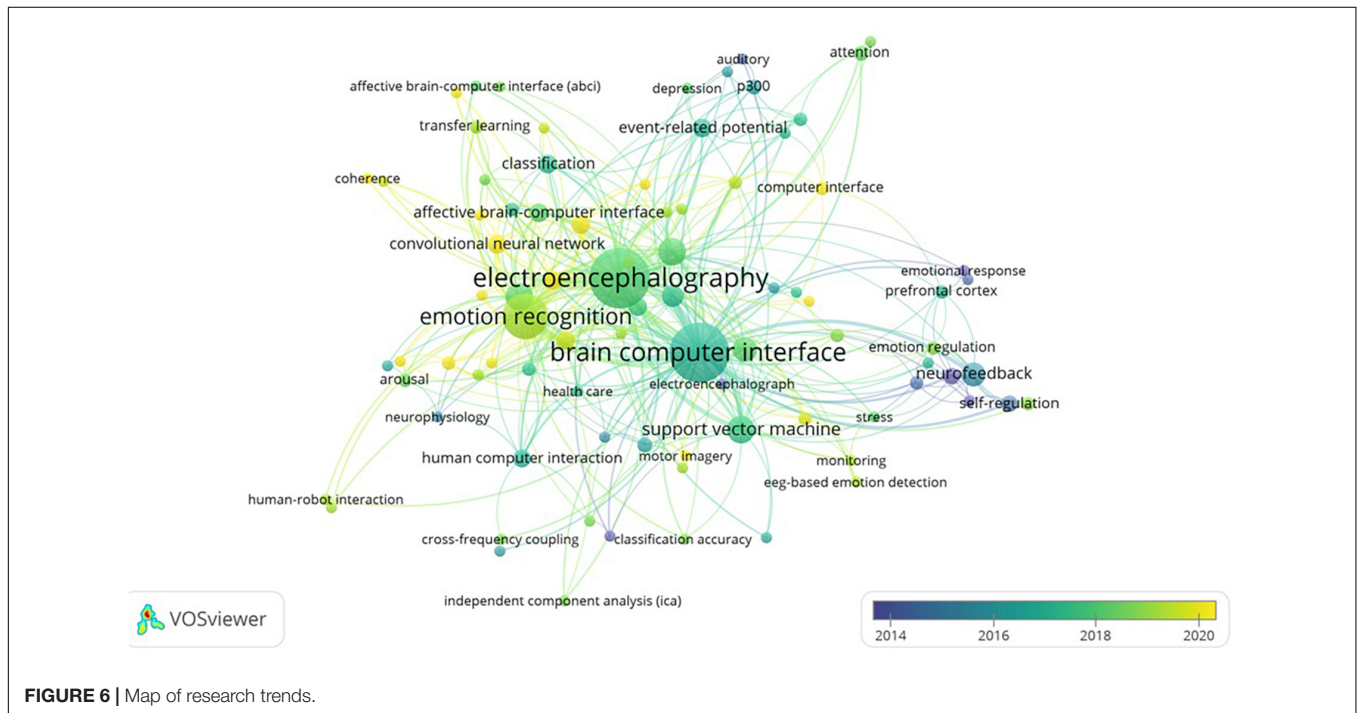 auditory
attention
affective brain-computer interface (abci)
depression
p300
transfer learning
event-related potential
classification
coherence
computer interface
affective brain-computer interface
convolutional neural network
electroencephalography
emotional response
prefrontal cortex
emotion recognition
brain computer interface
emotion regulation
neurofeedback
arousal
electroencephalograph
health care
self-regulation
neurophysiology
stress
support vector machine
human computer interaction
motor imagery
monitoring
eeg-based emotion detection
human-robot interaction
cross-frequency coupling
classification accuracy
independent component analysis (ica)
VOSviewer
2014 2016 2018 2020
FIGURE 6 | Map of research trends.